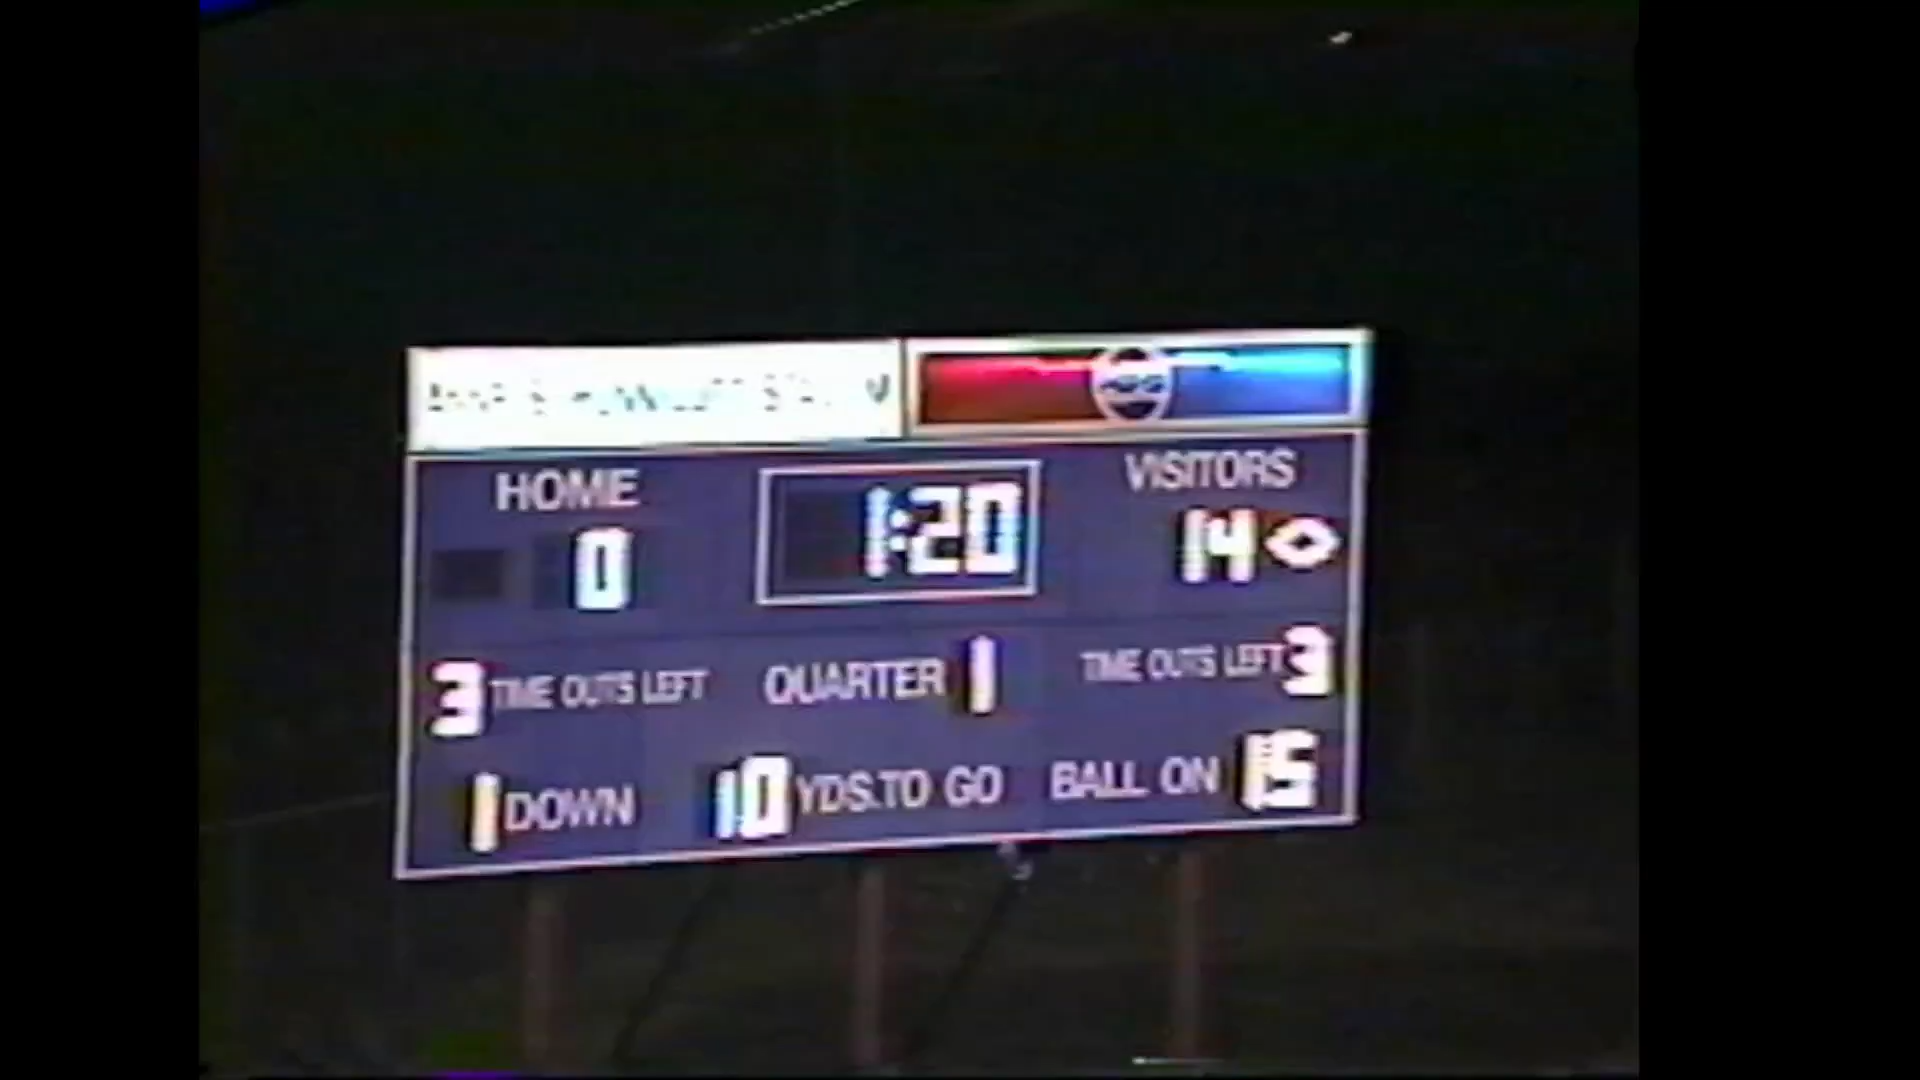 HOME 1:20 VISITORS
0 14
3 TIME OUTS LEFT QUARTER 1 TIME OUTS LEFT 3
1 DOWN 10 YDS.TO GO BALL ON 15